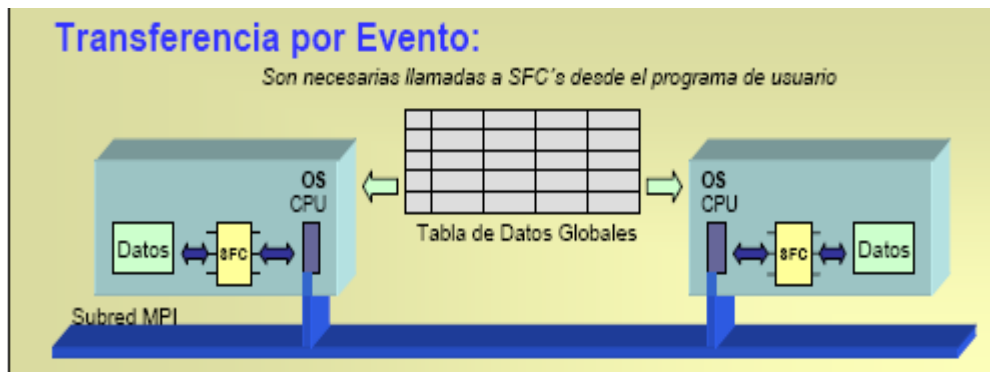 Transferencia por Evento:
Son necesarias llamadas a SFC´s desde el programa de usuario
OS
CPU
Datos
SFC
Tabla de Datos Globales
OS
CPU
SFC
Datos
Subred MPI